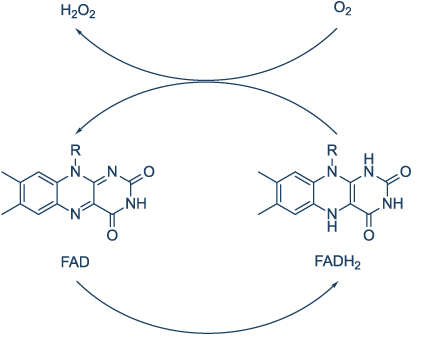 H₂O₂ O₂
R R
N N O N H N O
N NH N H NH
O O
FAD FADH₂